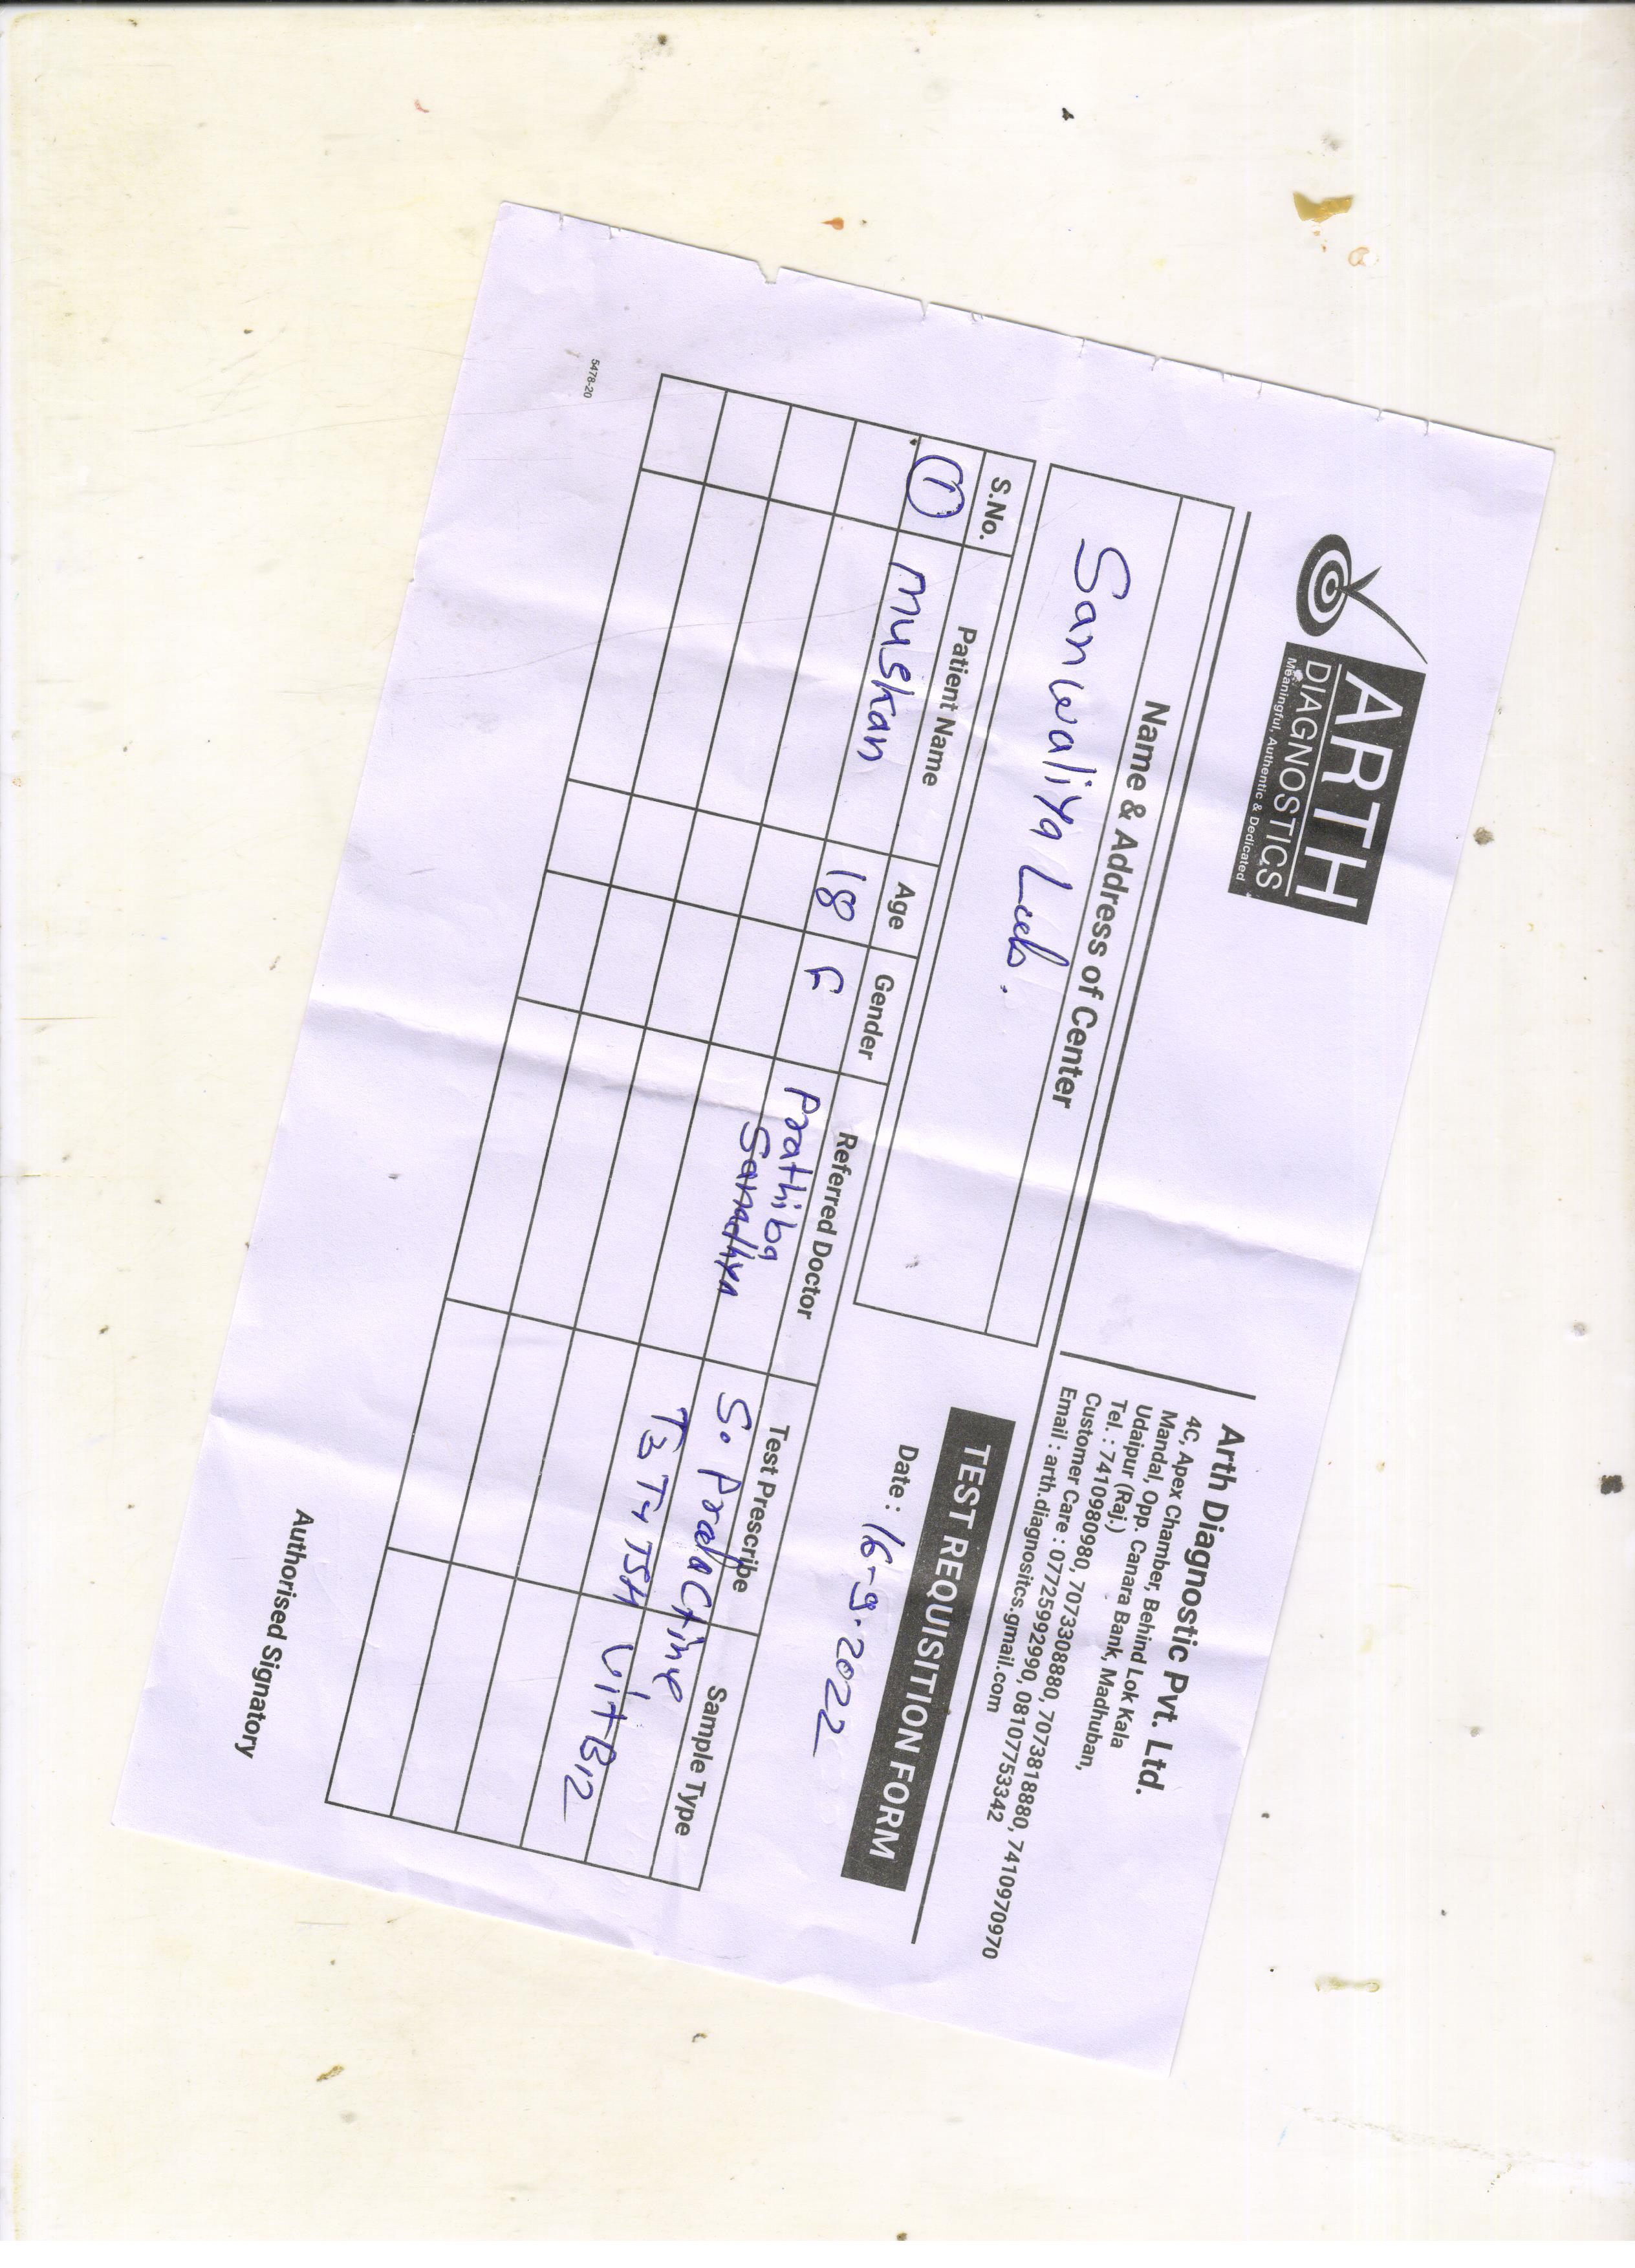 ARTH
DIAGNOSTICS
Meaningful, Authentic & Dedicated
Arth Diagnostic Pvt. Ltd.
4C, Apex Chamber, Behind Lok Kala
Mandal, Opp. Canara Bank, Madhuban,
Udaipur (Raj.)
Tel. : 7410980980, 7073308880, 7073818880, 7410970970
Customer Care : 07725992990, 08107753342
Email : arth.diagnositcs.gmail.com
Name & Address of Center
Sanwaliya Lab.
TEST REQUISITION FORM
Date : 16-9-2022
S.No. Patient Name Age Gender Referred Doctor Test Prescribe Sample Type
1 Muskan 18 F Prathiba S. Prolactine
T3 T4 TSH Vit B12
Authorised Signatory
5478-20